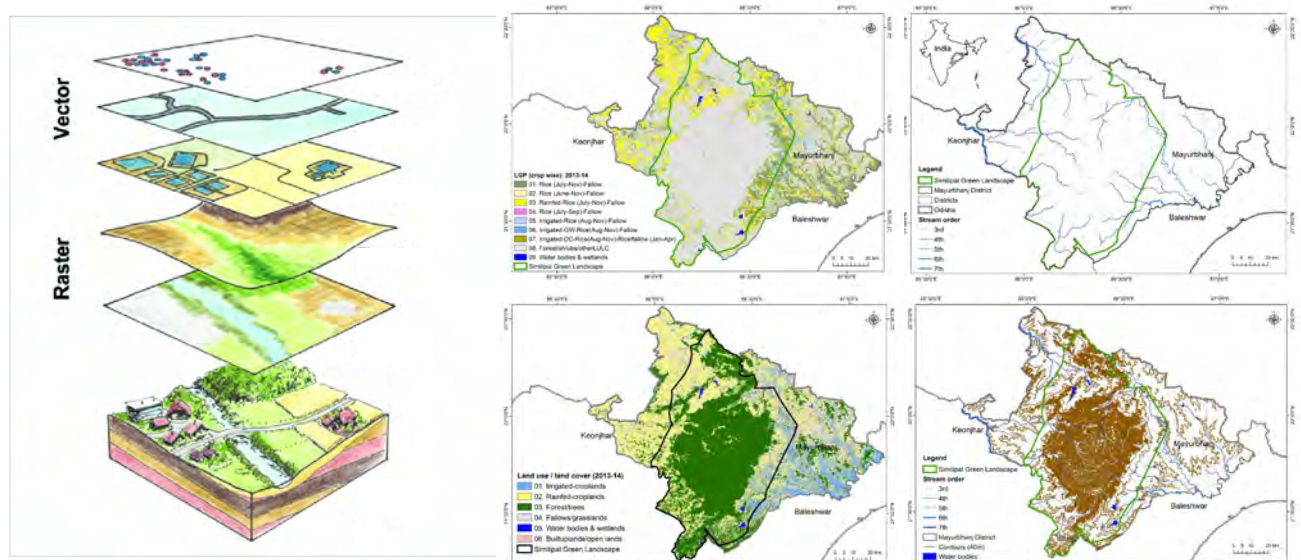 Vector
Raster
Keonjhar
Mayurbhanj
Baleshwar
LGP (crop wise): 2013-14
01. Rice (July-Nov)-Fallow
02. Rice (June-Nov)-Fallow
03. Rainfed-Rice (July-Nov)-Fallow
04. Rice (July-Sep)-Fallow
05. Irrigated-Rice (Aug-Nov)-Fallow
06. Irrigated-GW-Rice(Aug-Nov)-Fallow
07. Irrigated-DC-Rice(Aug-Nov)-Rice/fallow (Jan-Apr)
08. Forest/shrubs/otherLULC
09. Water bodies & wetlands
Similipal Green Landscape
India
Keonjhar
Mayurbhanj
Baleshwar
Legend
Similipal Green Landscape
Mayurbhanj District
Districts
Odisha
Stream order
3rd
4th
5th
6th
7th
Keonjhar
Baleshwar
Land use / land cover (2013-14)
01. Irrigated-croplands
02. Rainfed-croplands
03. Forest/trees
04. Fallows/grasslands
05. Water bodies & wetlands
06. Builtuplands/open lands
Similipal Green Landscape
Keonjhar
Mayurbhanj
Baleshwar
Legend
Similipal Green Landscape
Stream order
3rd
4th
5th
6th
7th
Mayurbhanj District
Contours (40m)
Water bodies